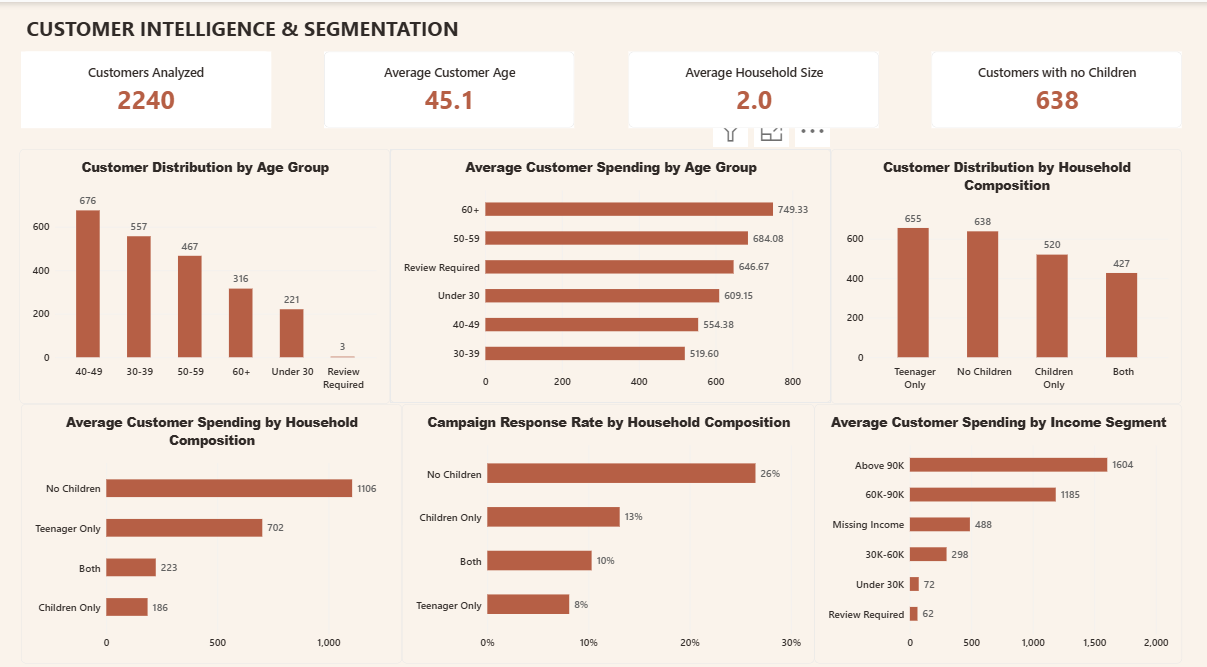 CUSTOMER INTELLIGENCE & SEGMENTATION
Customers Analyzed
2240
Average Customer Age
45.1
Average Household Size
2.0
Customers with no Children
638
Customer Distribution by Age Group
600
400
200
0
676
557
467
316
221
3
40-49
30-39
50-59
60+
Under 30
Review
Required
Average Customer Spending by Age Group
60+ 749.33
50-59 684.08
Review Required 646.67
Under 30 609.15
40-49 554.38
30-39 519.60
0 200 400 600 800
Customer Distribution by Household
Composition
600
400
200
0
655
638
520
427
Teenager
Only
No Children
Children
Only
Both
Average Customer Spending by Household
Composition
No Children 1106
Teenager Only 702
Both 223
Children Only 186
0 500 1,000
Campaign Response Rate by Household Composition
No Children 26%
Children Only 13%
Both 10%
Teenager Only 8%
0% 10% 20% 30%
Average Customer Spending by Income Segment
Above 90K 1604
60K-90K 1185
Missing Income 488
30K-60K 298
Under 30K 72
Review Required 62
0 500 1,000 1,500 2,000